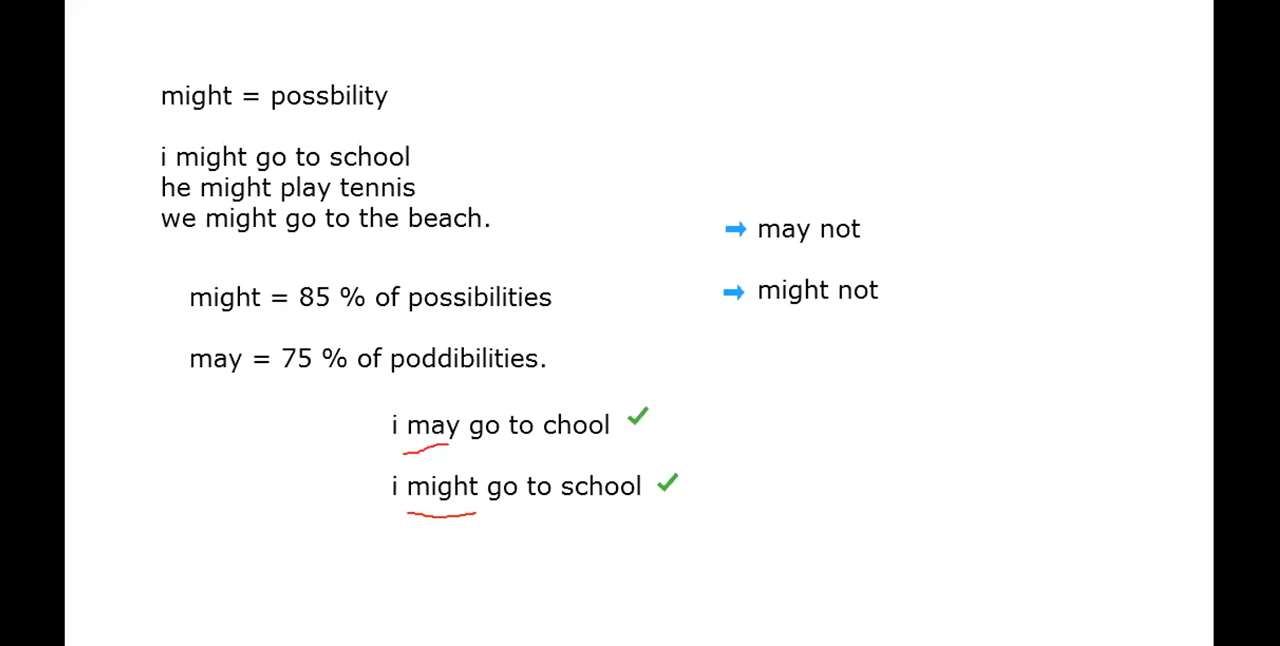 might = possbility
i might go to school
he might play tennis
we might go to the beach.
may not
might not
might = 85 % of possibilities
may = 75 % of poddibilities.
i may go to chool
i might go to school